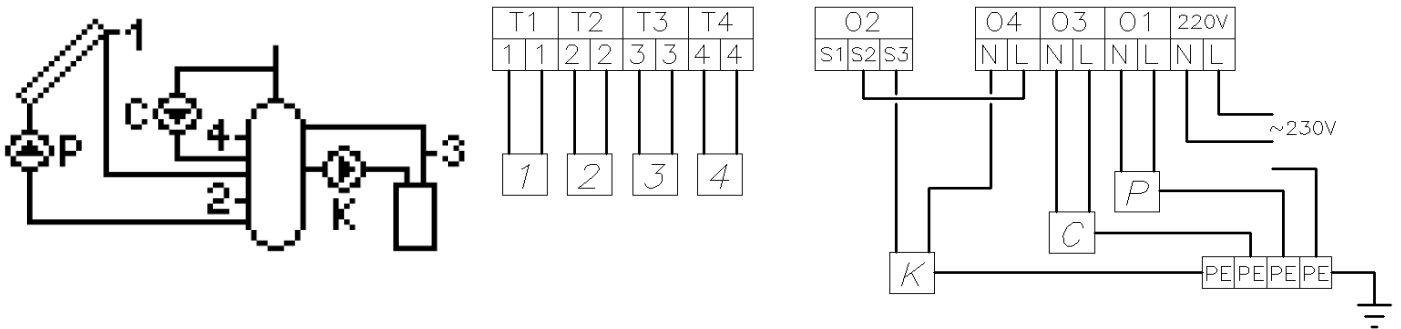 T1 T2 T3 T4 O2 O4 O3 O1 220V
1 1 2 2 3 3 4 4 S1 S2 S3 N L N L N L N L
1
C
4
3
P
2
K
~230V
1 2 3 4
P
C
K
PE PE PE PE